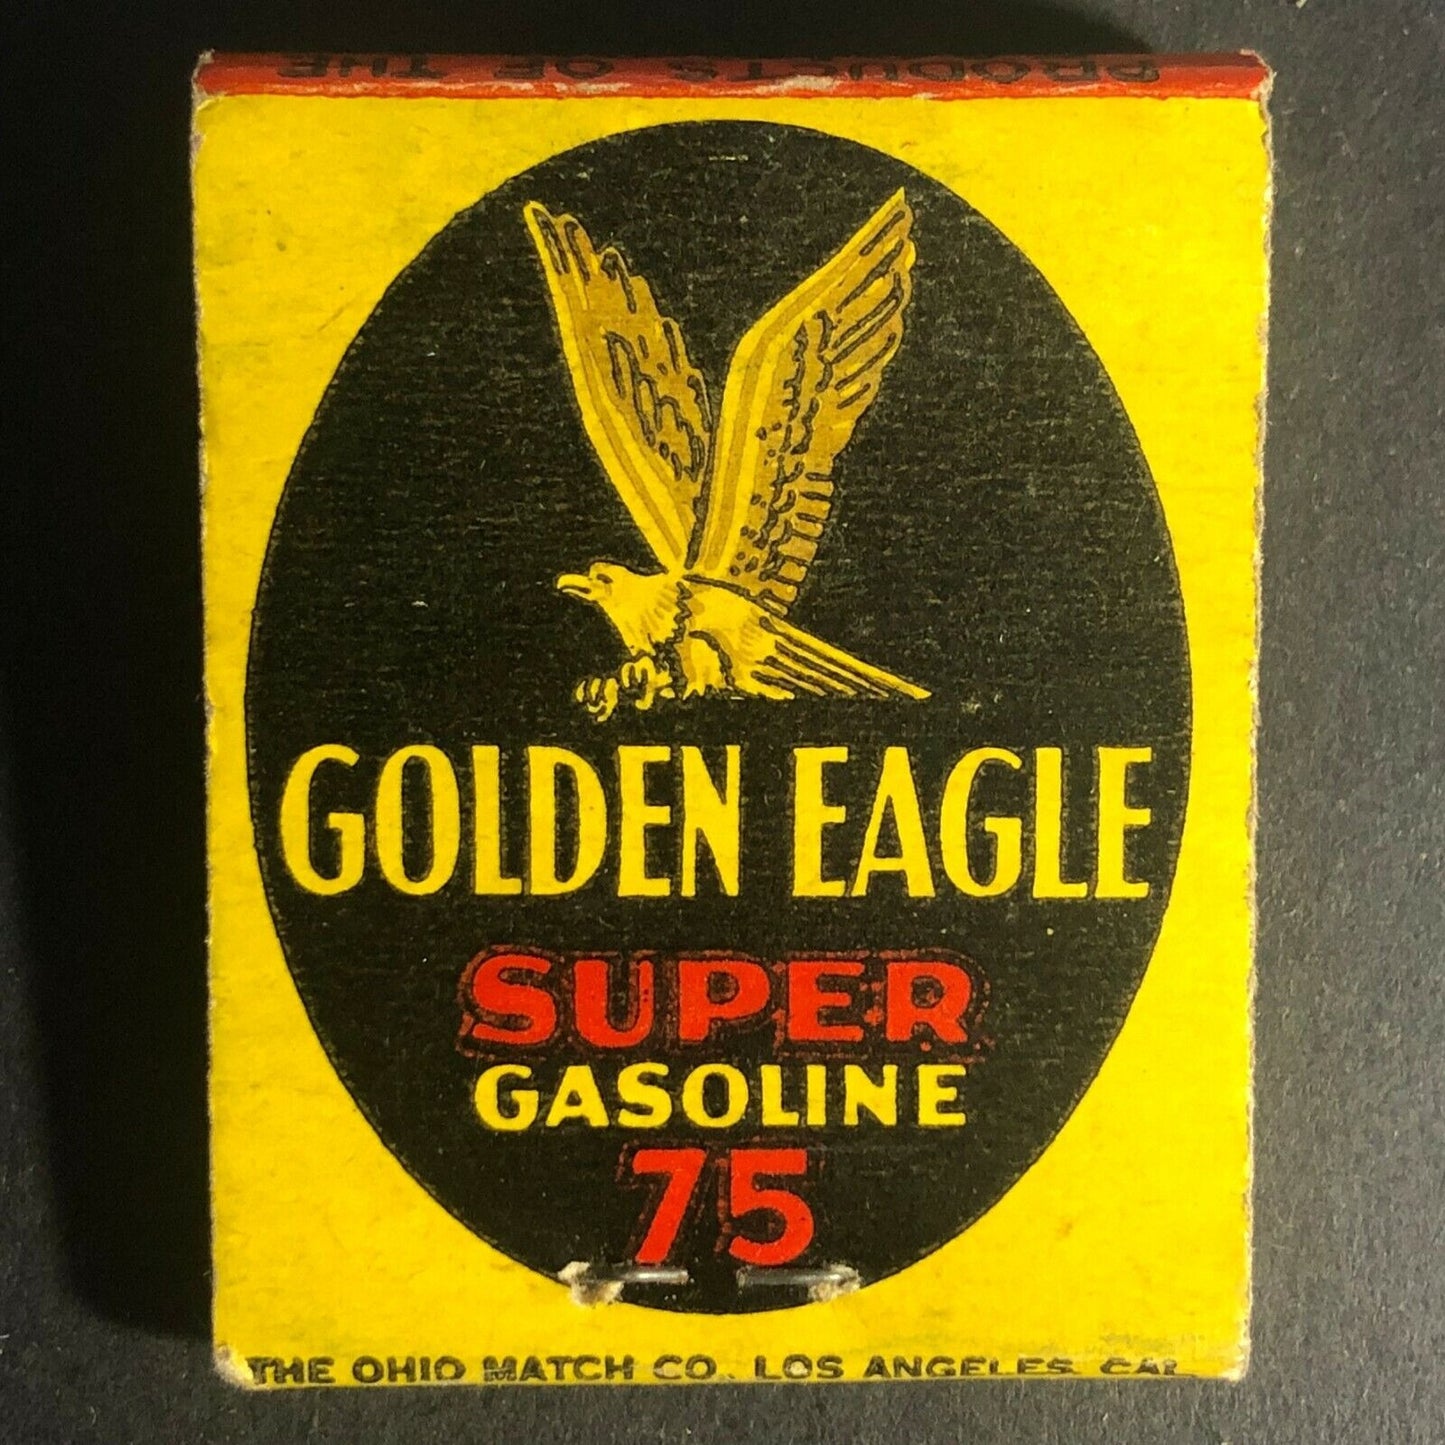 PRODUCTS OF THE
GOLDEN EAGLE
SUPER
GASOLINE
75
THE OHIO MATCH CO., LOS ANGELES, CAL.